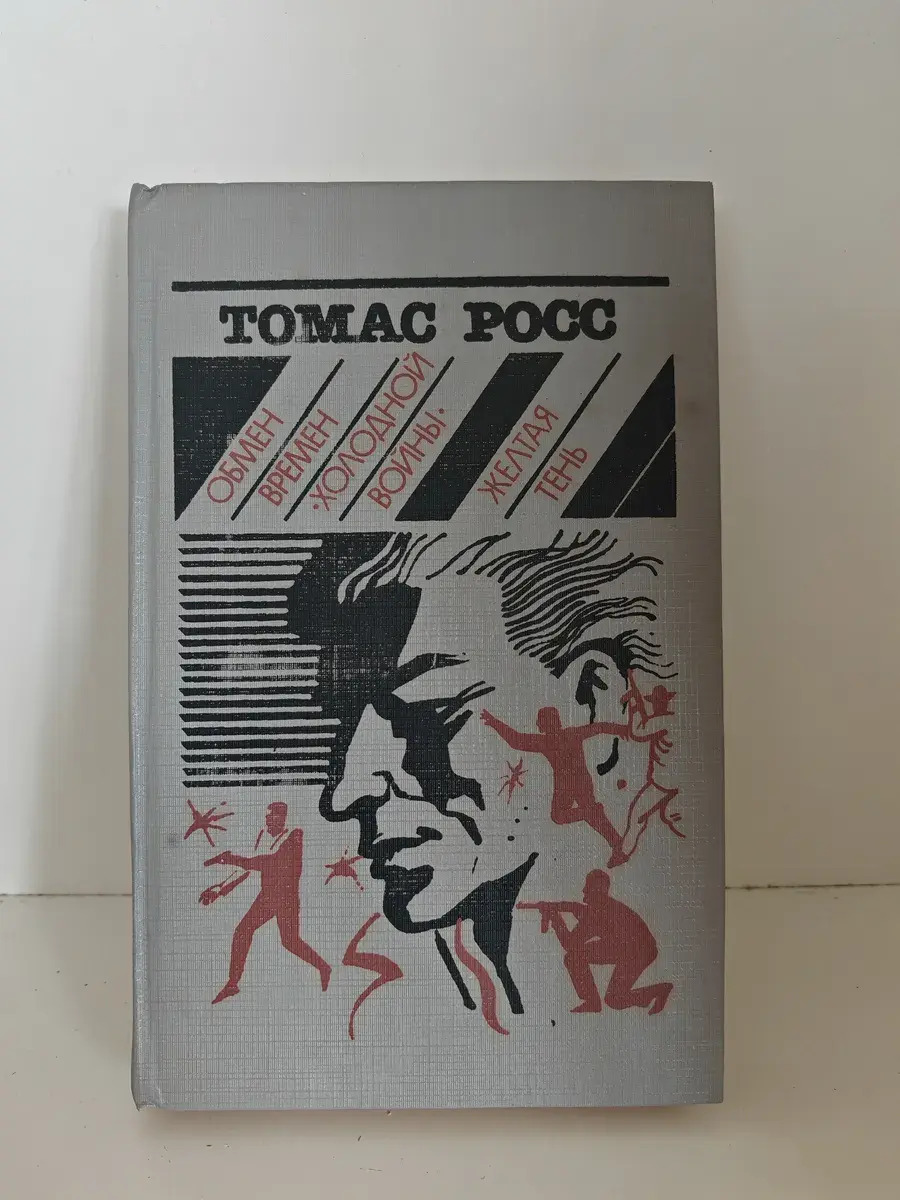 ТОМАС РОСС
ОБМЕН
ВРЕМЕН
·ХОЛОДНОЙ
ВОЙНЫ·
ЖЕЛТАЯ
ТЕНЬ